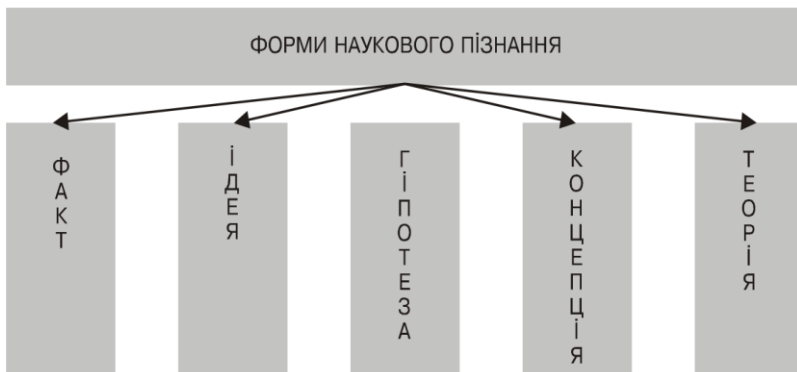 ФОРМИ НАУКОВОГО ПІЗНАННЯ
ФАКТ
ІДЕЯ
ГІПОТЕЗА
КОНЦЕПЦІЯ
ТЕОРІЯ